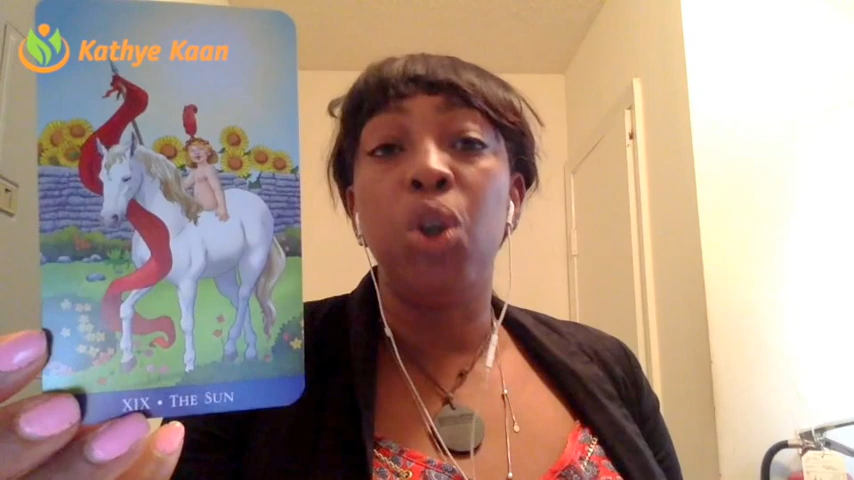 Kathye Kaan
XIX • THE SUN